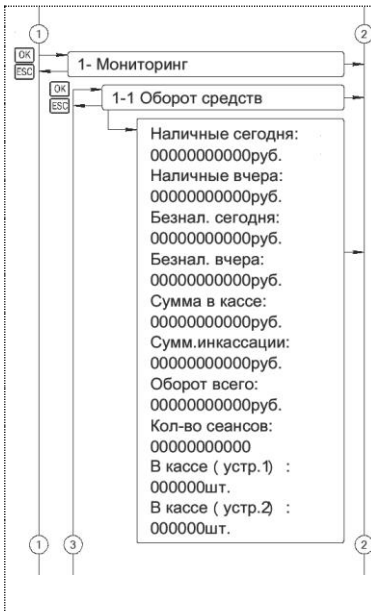 1 2
OK
ESC
1- Мониторинг
OK
ESC
1-1 Оборот средств
Наличные сегодня:
00000000000руб.
Наличные вчера:
00000000000руб.
Безнал. сегодня:
00000000000руб.
Безнал. вчера:
00000000000руб.
Сумма в кассе:
00000000000руб.
Сумм.инкассации:
00000000000руб.
Оборот всего:
00000000000руб.
Кол-во сеансов:
00000000000
В кассе ( устр.1) :
000000шт.
В кассе ( устр.2) :
000000шт.
1 3 2